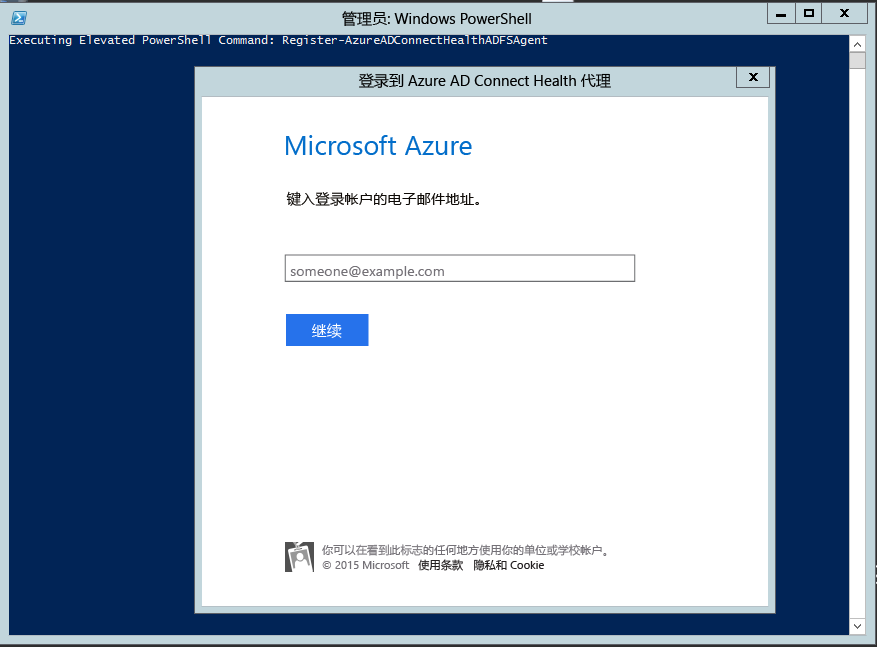 管理员: Windows PowerShell
Executing Elevated PowerShell Command: Register-AzureADConnectHealthADFSAgent
登录到 Azure AD Connect Health 代理
Microsoft Azure
键入登录帐户的电子邮件地址。
someone@example.com
继续
你可以在看到此标志的任何地方使用你的单位或学校帐户。
© 2015 Microsoft 使用条款 隐私和 Cookie